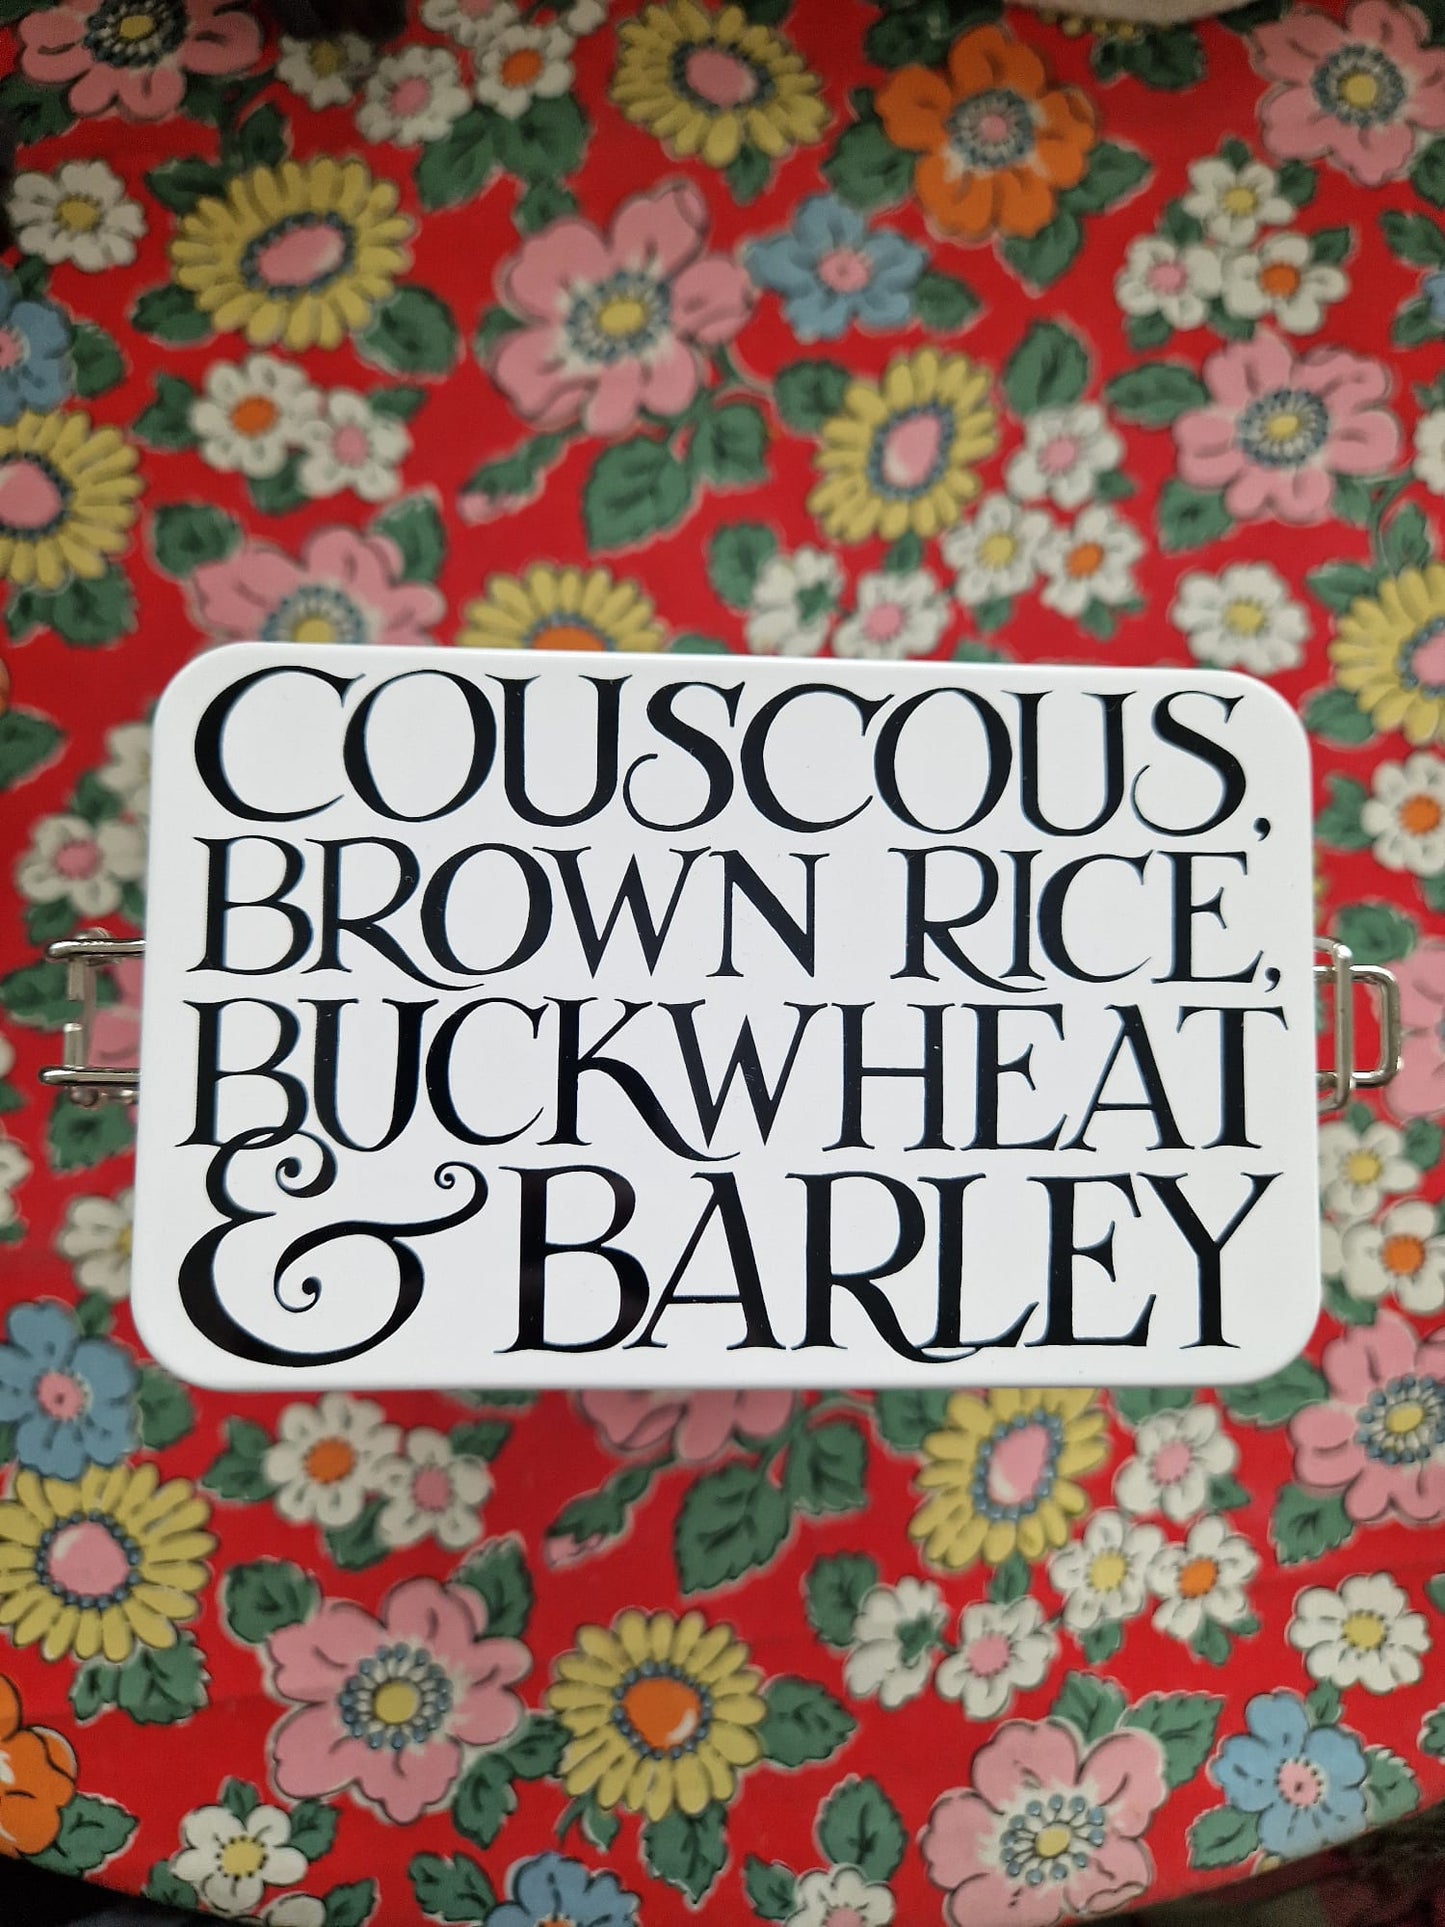 COUSCOUS,
BROWN RICE,
BUCKWHEAT
& BARLEY